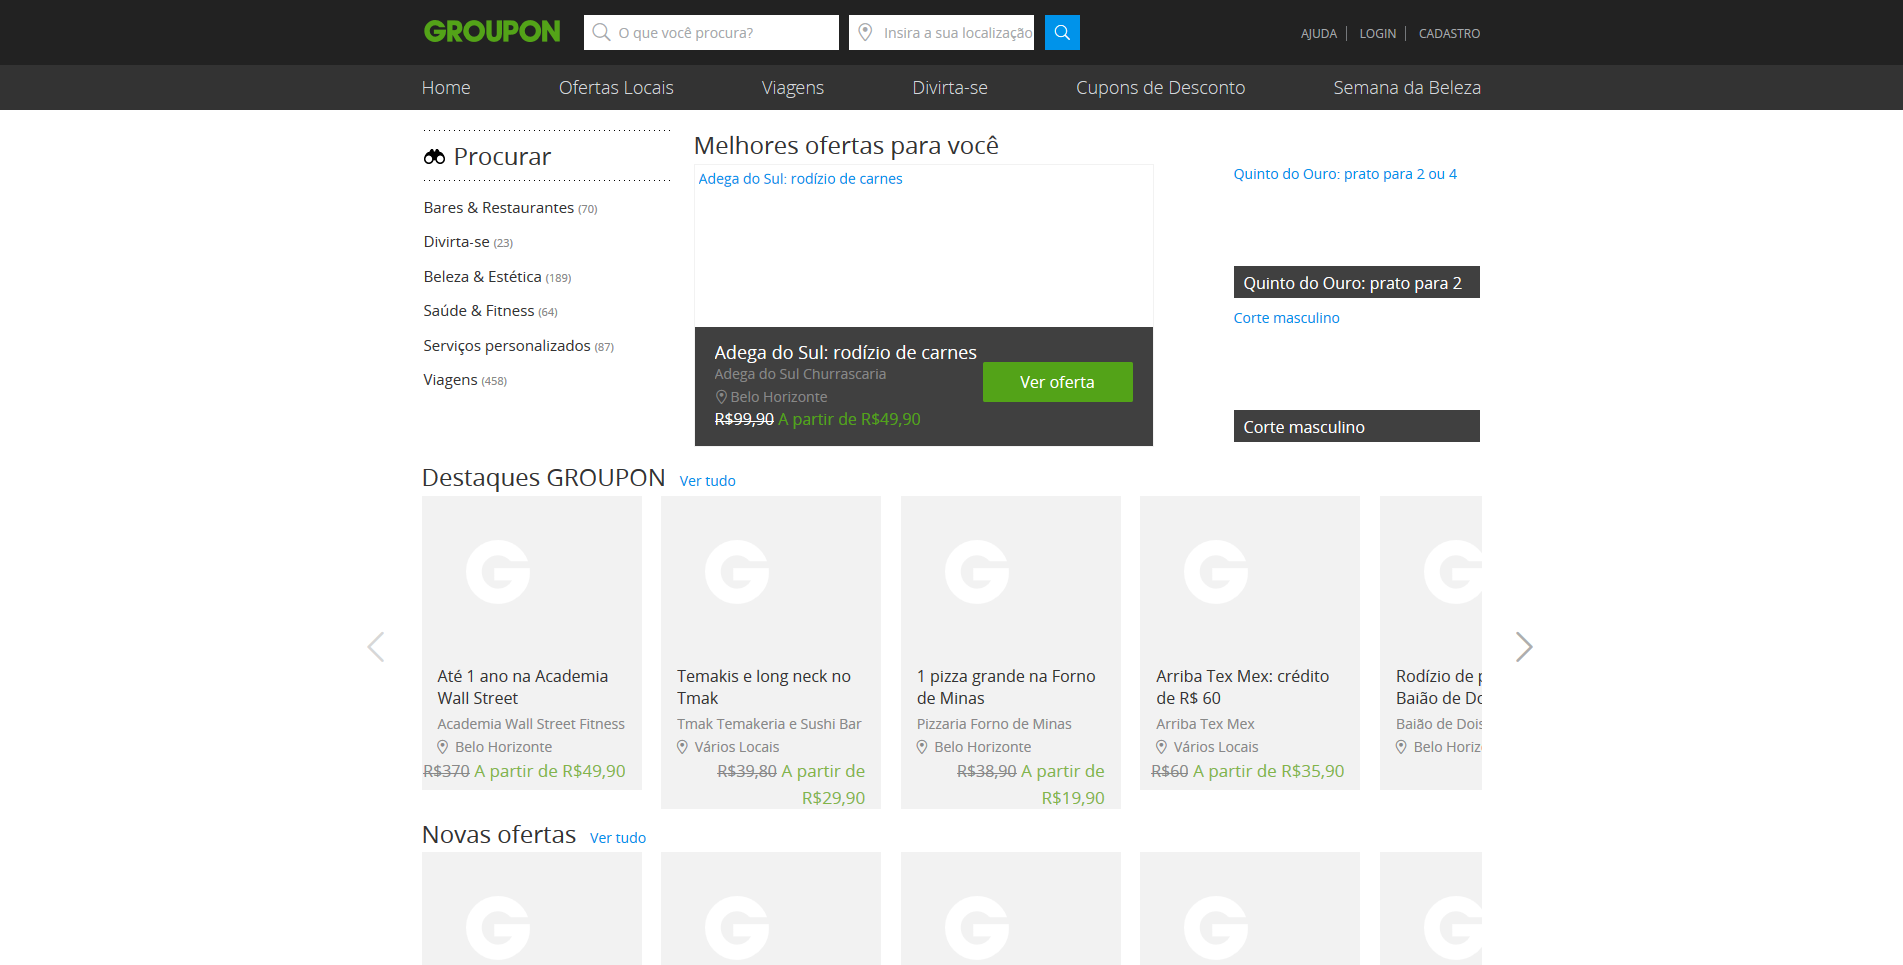 GROUPON
O que você procura?
Insira a sua localização
AJUDA
LOGIN
CADASTRO
Home
Ofertas Locais
Viagens
Divirta-se
Cupons de Desconto
Semana da Beleza
Procurar
Bares & Restaurantes (70)
Divirta-se (23)
Beleza & Estética (189)
Saúde & Fitness (64)
Serviços personalizados (87)
Viagens (458)
Melhores ofertas para você
Adega do Sul: rodízio de carnes
Adega do Sul: rodízio de carnes
Adega do Sul Churrascaria
Belo Horizonte
R$99,90 A partir de R$49,90
Ver oferta
Quinto do Ouro: prato para 2 ou 4
Quinto do Ouro: prato para 2
Corte masculino
Corte masculino
Destaques GROUPON Ver tudo
Até 1 ano na Academia
Wall Street
Academia Wall Street Fitness
Belo Horizonte
R$370 A partir de R$49,90
Temakis e long neck no
Tmak
Tmak Temakeria e Sushi Bar
Vários Locais
R$39,80 A partir de
R$29,90
1 pizza grande na Forno
de Minas
Pizzaria Forno de Minas
Belo Horizonte
R$38,90 A partir de
R$19,90
Arriba Tex Mex: crédito
de R$ 60
Arriba Tex Mex
Vários Locais
R$60 A partir de R$35,90
Rodízio de
Baião de
Baião de Dois
Belo
Novas ofertas Ver tudo